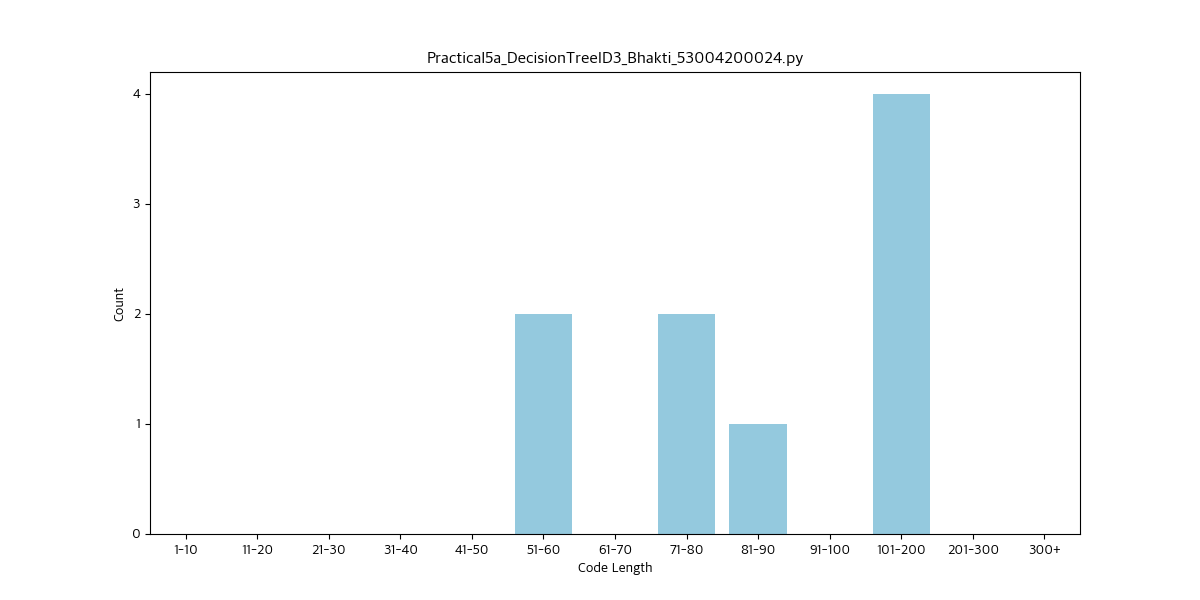 Practical5a_DecisionTreeID3_Bhakti_53004200024.py
4
3
2
1
0
Count
1-10 11-20 21-30 31-40 41-50 51-60 61-70 71-80 81-90 91-100 101-200 201-300 300+
Code Length